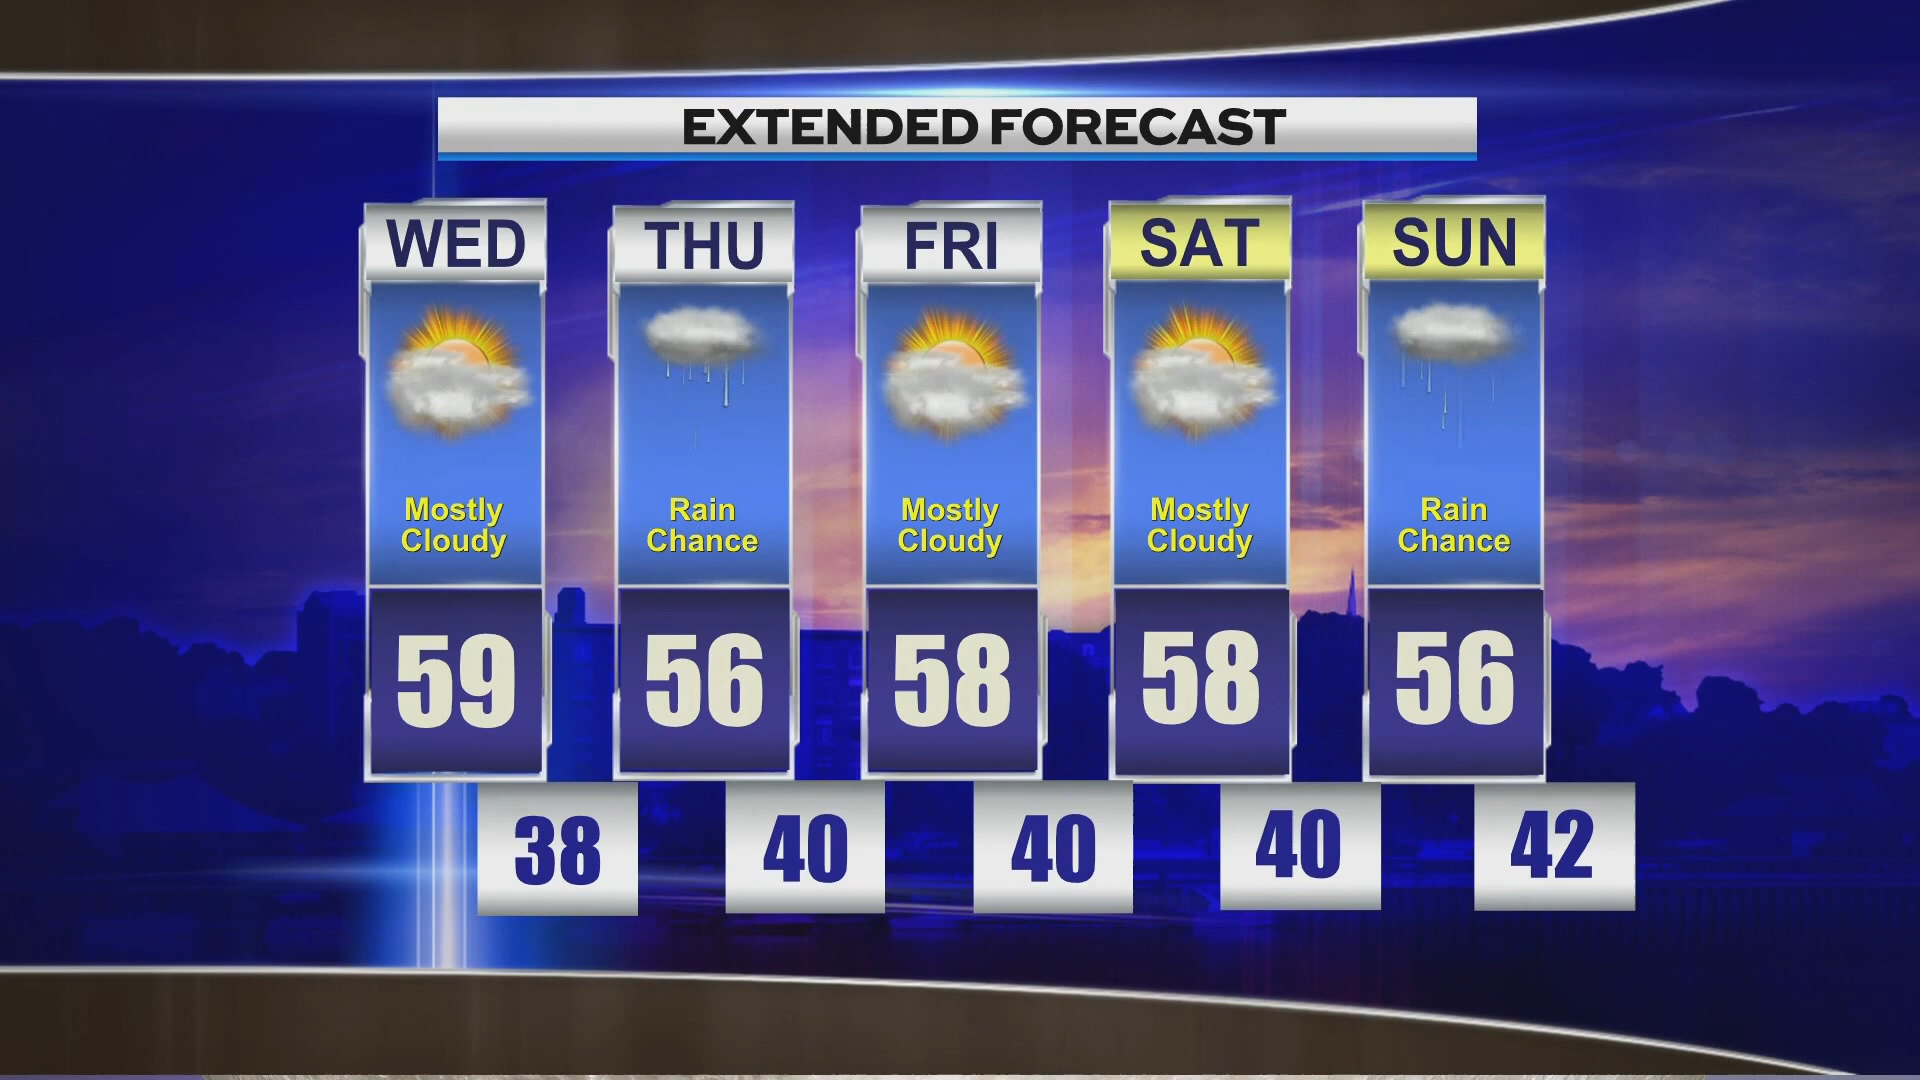 EXTENDED FORECAST
WED THU FRI SAT SUN
Mostly Cloudy
Rain Chance
Mostly Cloudy
Mostly Cloudy
Rain Chance
59 56 58 58 56
38 40 40 40 42